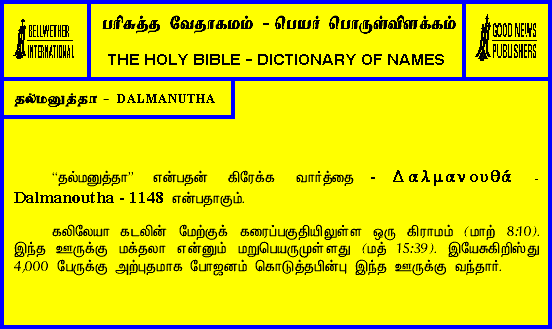 BELLWETHER
INTERNATIONAL
பரிசுத்த வேதாகமம் - பெயர் பொருள்விளக்கம்
THE HOLY BIBLE - DICTIONARY OF NAMES
GOOD NEWS
PUBLISHERS
தல்மனுத்தா - DALMANUTHA
“தல்மனுத்தா” என்பதன் கிரேக்க வார்த்தை - Δαλμανουθά -
Dalmanoutha - 1148 என்பதாகும்.
கலிலேயா கடலின் மேற்குக் கரைப்பகுதியிலுள்ள ஒரு கிராமம் (மாற் 8:10).
இந்த ஊருக்கு மக்தலா என்னும் மறுபெயருமுள்ளது (மத் 15:39). இயேசுகிறிஸ்து
4,000 பேருக்கு அற்புதமாக போஜனம் கொடுத்தபின்பு இந்த ஊருக்கு வந்தார்.